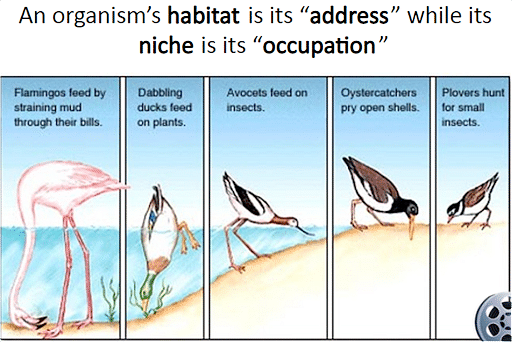 An organism’s habitat is its “address” while its
niche is its “occupation”
Flamingos feed by
straining mud
through their bills.
Dabbling
ducks feed
on plants.
Avocets feed on
insects.
Oystercatchers
pry open shells.
Plovers hunt
for small
insects.